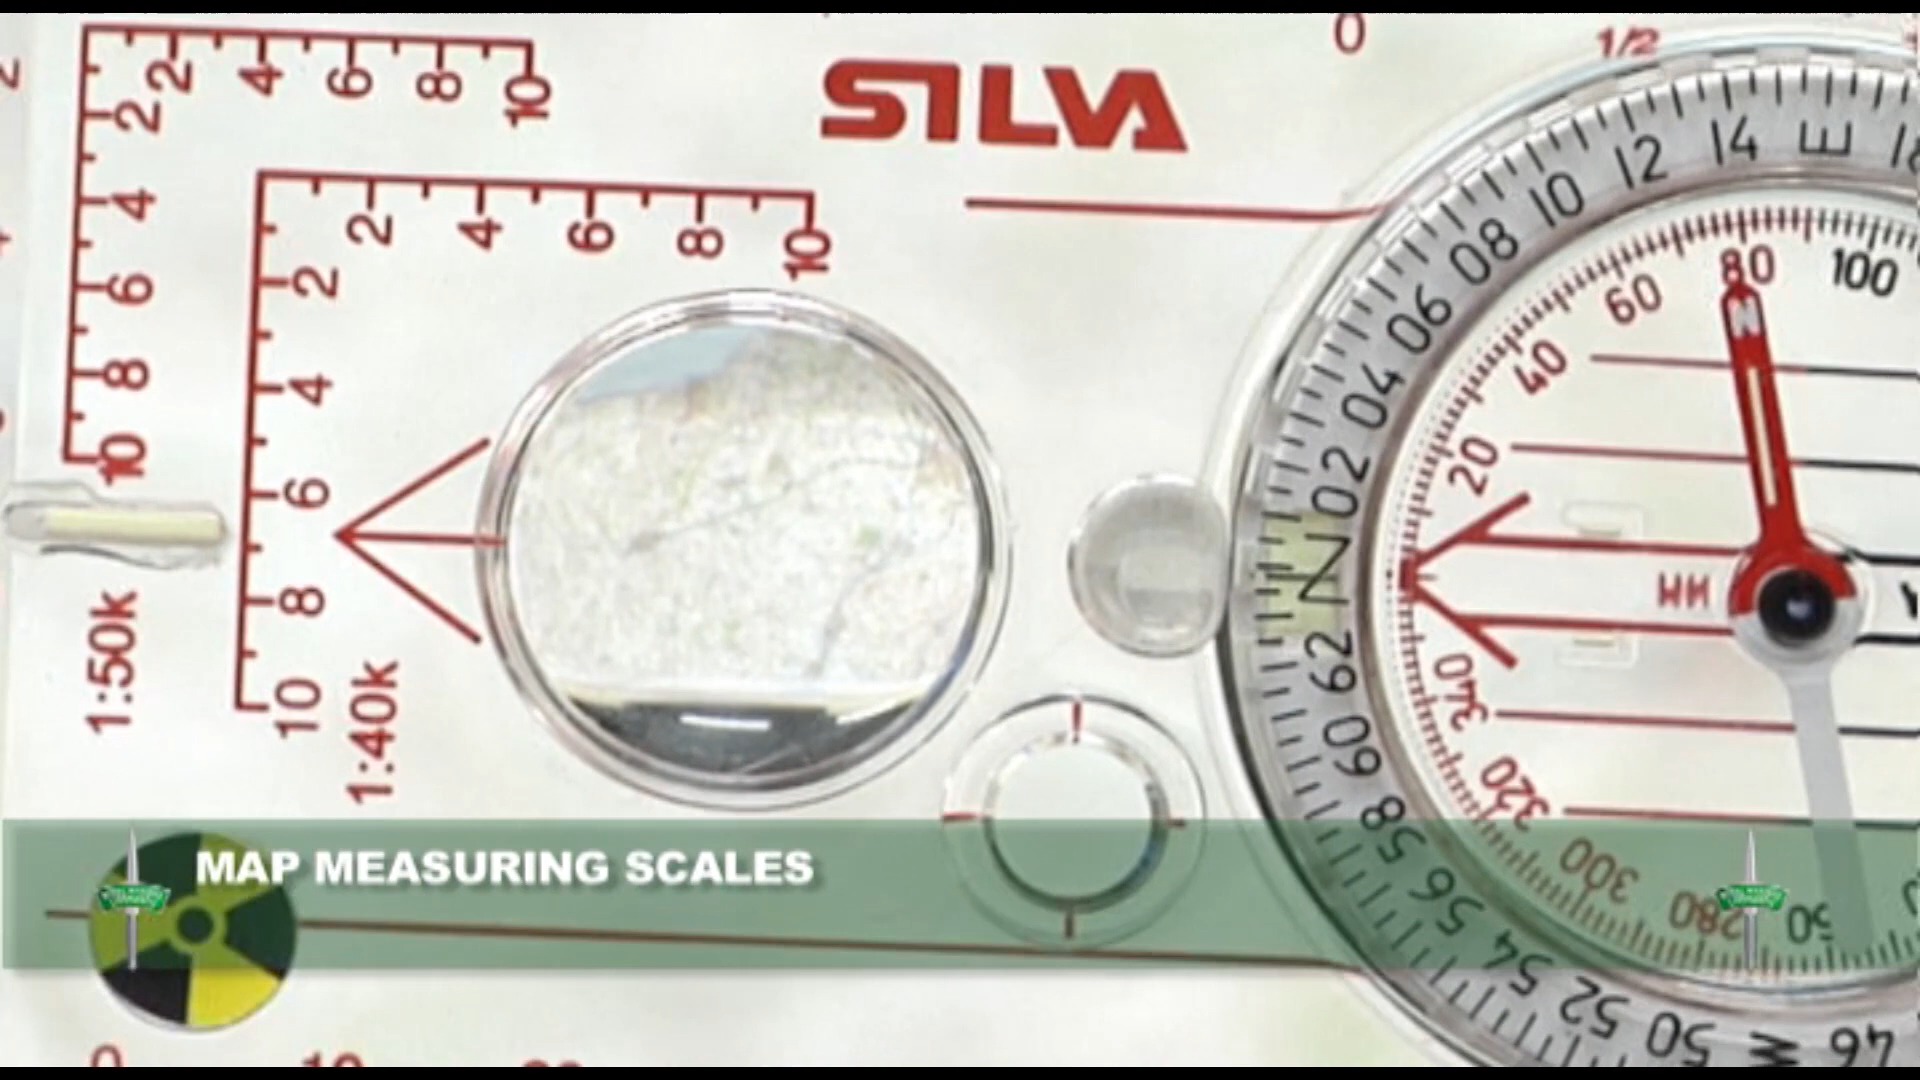 SILVA
0
1/2
2 4 6 8 10
2 4 6 8 10
1:50k
2 4 6 8 10
2 4 6 8 10
1:40k
02 04 06 08 10 12 14 E
N
62 60 58 56 54 52 50 W 46
20 40 60 80 100
340 320 300 280
N
MAP MEASURING SCALES